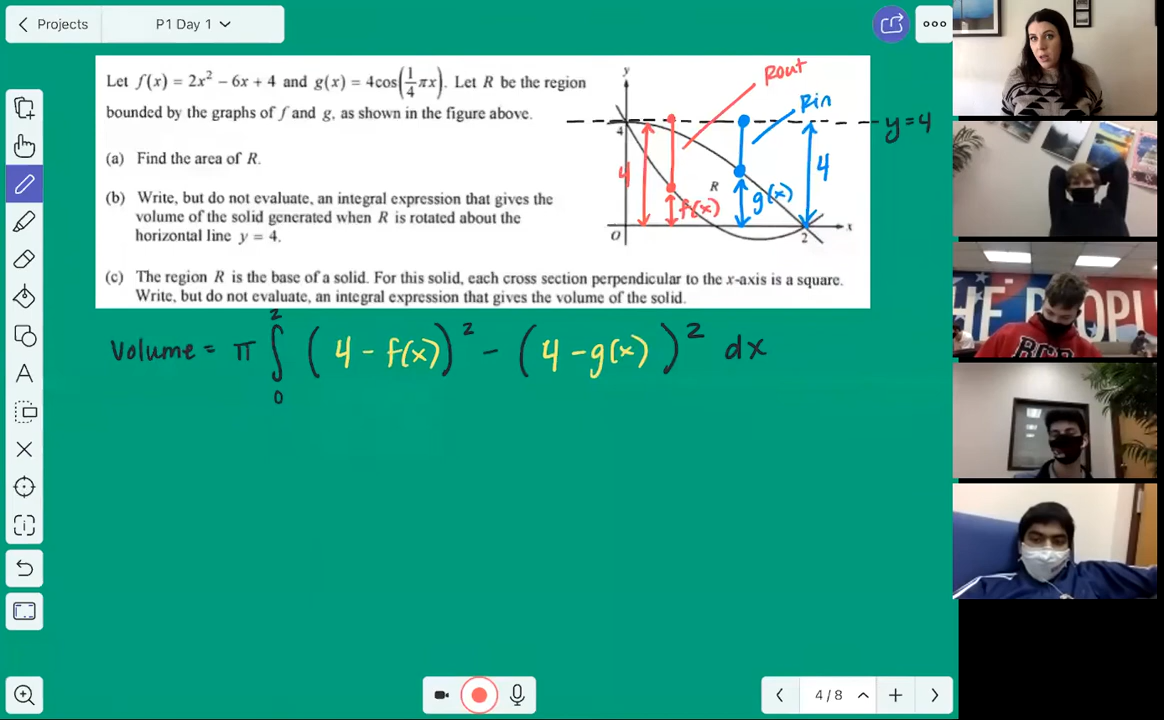 Projects
P1 Day 1
Let f(x) = 2x² − 6x + 4 and g(x) = 4cos(1/4 πx). Let R be the region
bounded by the graphs of f and g, as shown in the figure above.
(a) Find the area of R.
(b) Write, but do not evaluate, an integral expression that gives the
volume of the solid generated when R is rotated about the
horizontal line y = 4.
(c) The region R is the base of a solid. For this solid, each cross section perpendicular to the x-axis is a square.
Write, but do not evaluate, an integral expression that gives the volume of the solid.
y
Rout
Rin
y=4
4
4
4
R
f(x)
g(x)
x
O
2
Volume = π ∫₀² (4 - f(x))² - (4 - g(x))² dx
4/8
HE PEOPL